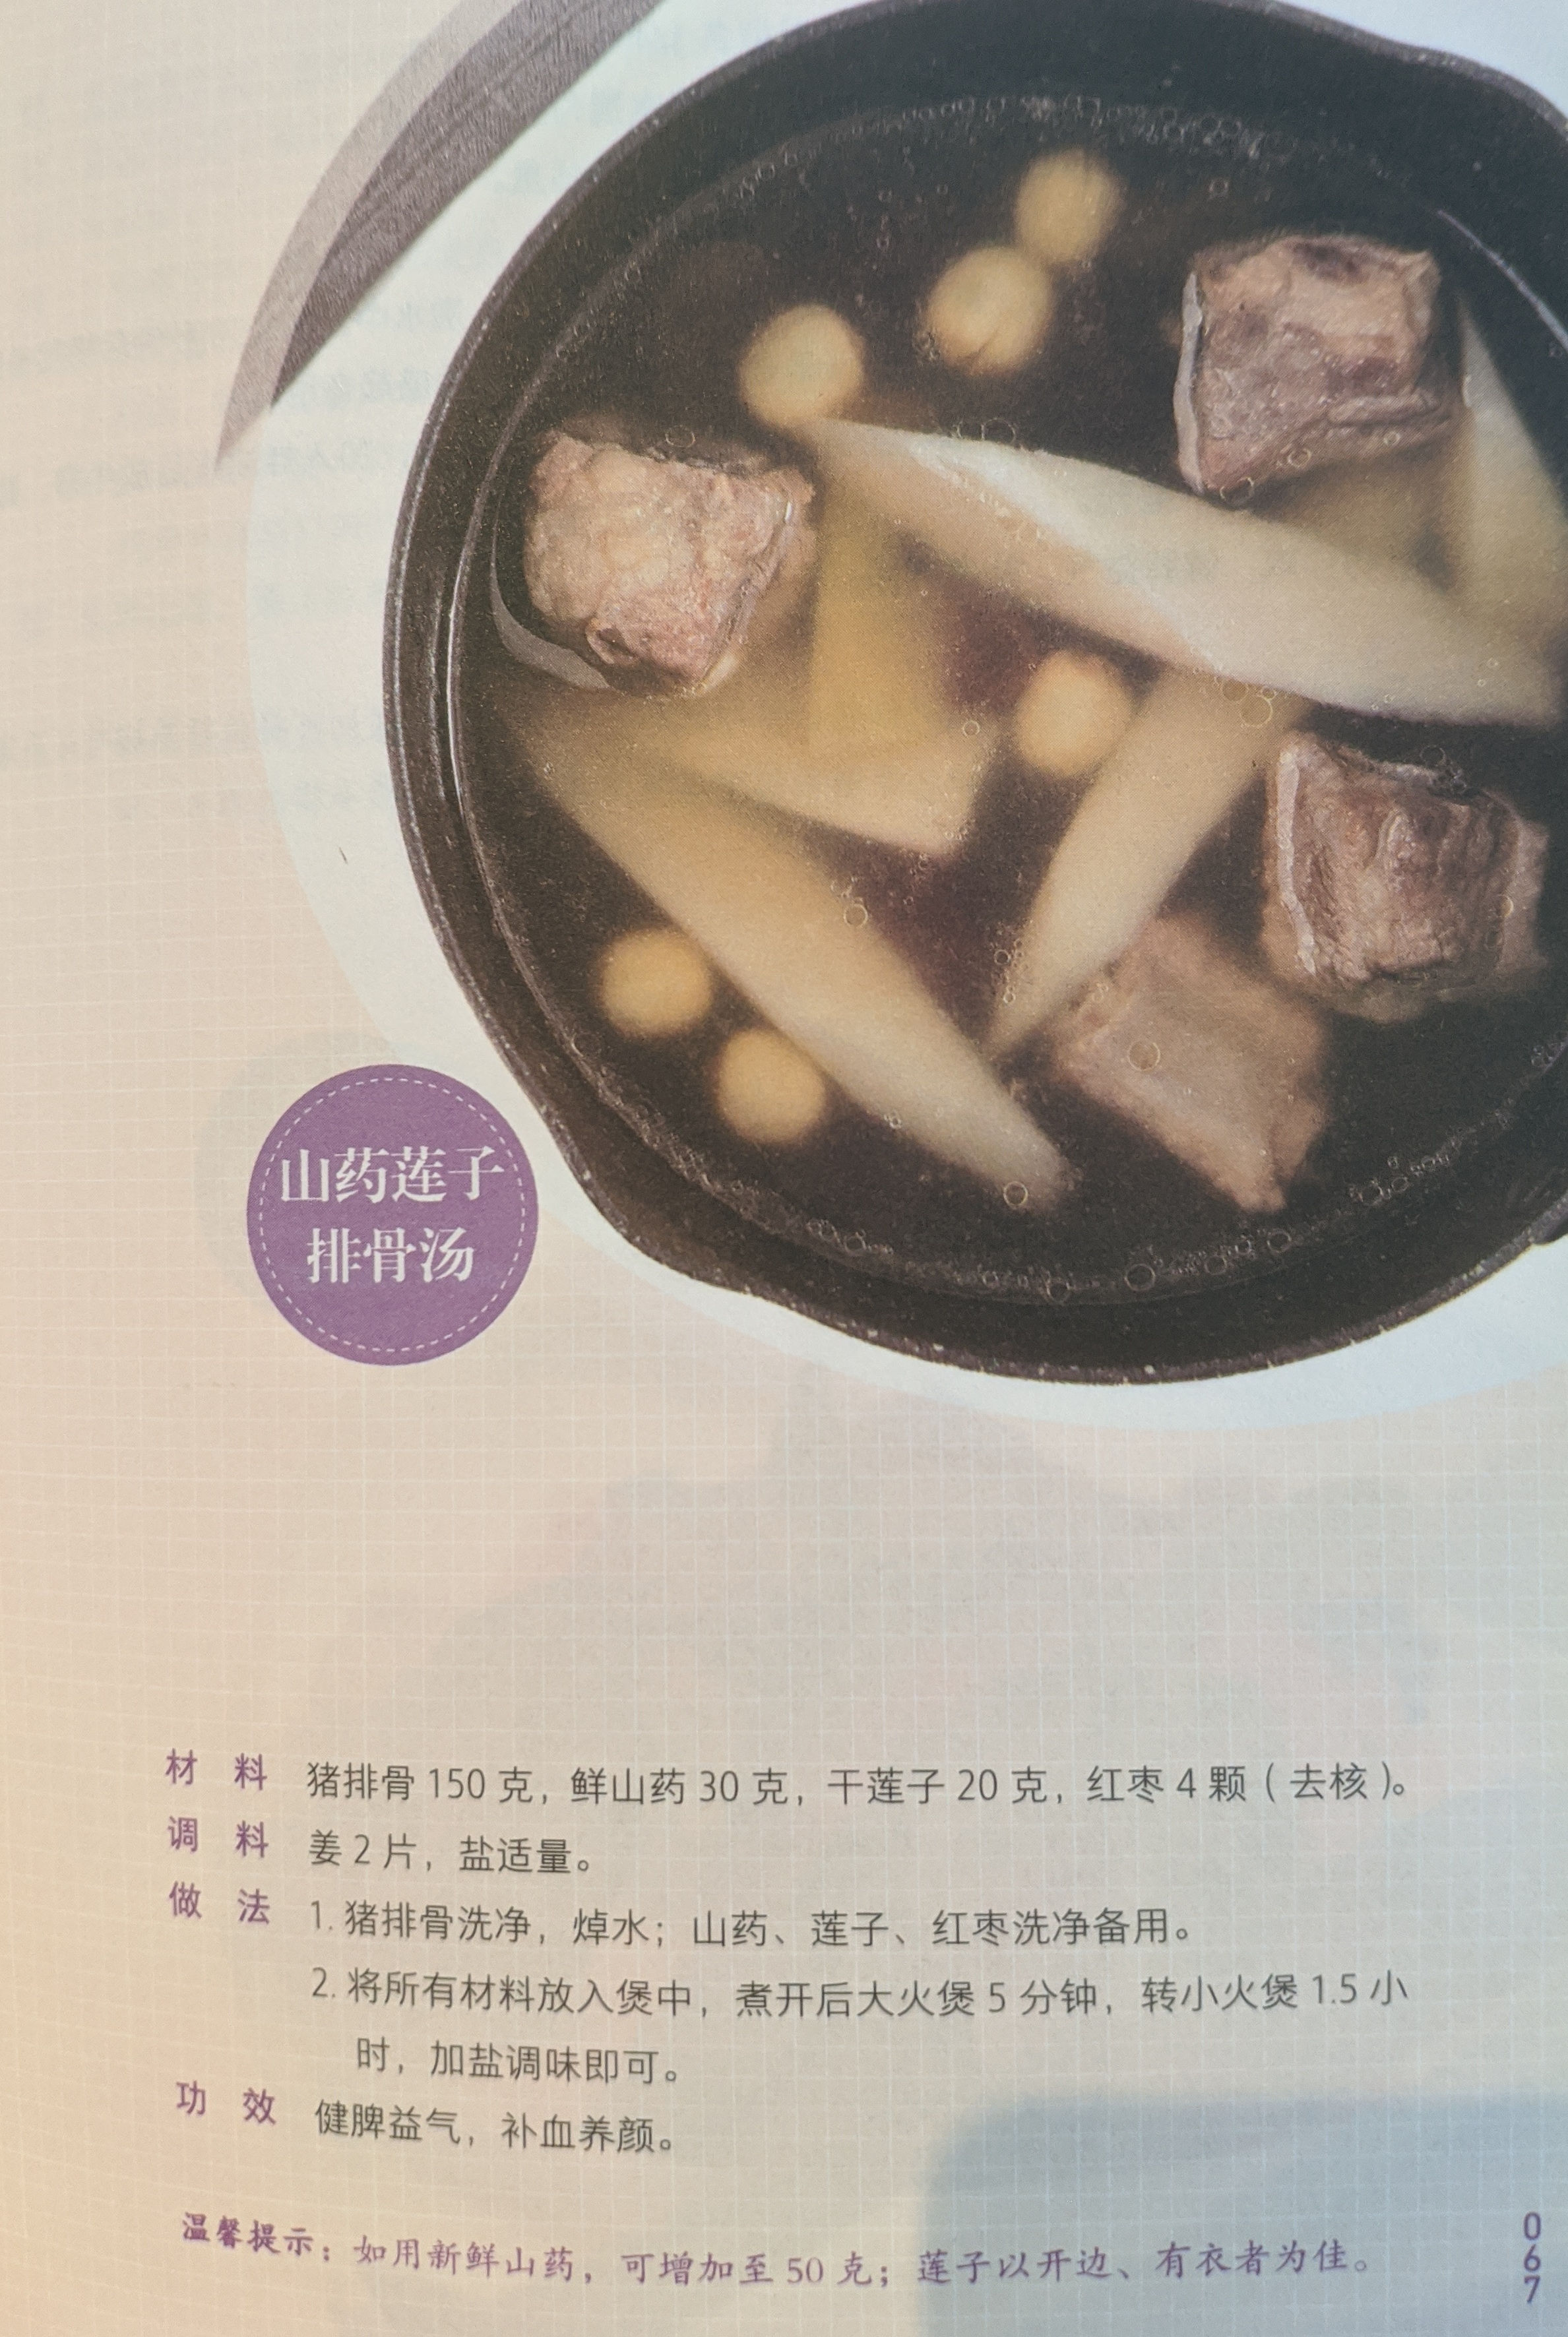 山药莲子
排骨汤
材 料 猪排骨 150 克，鲜山药 30 克，干莲子 20 克，红枣 4 颗（去核）。
调 料 姜 2 片，盐适量。
做 法 1. 猪排骨洗净，焯水；山药、莲子、红枣洗净备用。
2. 将所有材料放入煲中，煮开后大火煲 5 分钟，转小火煲 1.5 小
时，加盐调味即可。
功 效 健脾益气，补血养颜。
温馨提示：如用新鲜山药，可增加至 50 克；莲子以开边、有衣者为佳。
067